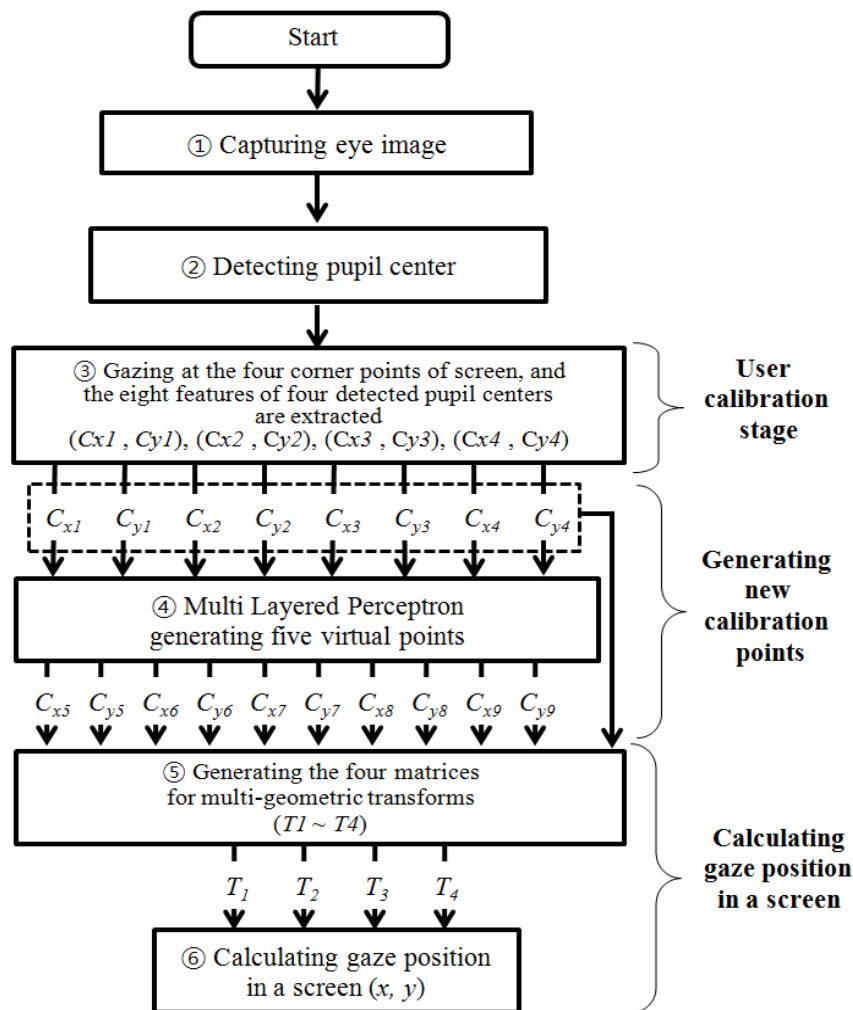 Start
① Capturing eye image
② Detecting pupil center
③ Gazing at the four corner points of screen, and
the eight features of four detected pupil centers
are extracted
(Cx1 , Cy1), (Cx2 , Cy2), (Cx3 , Cy3), (Cx4 , Cy4)
User
calibration
stage
Cx1 Cy1 Cx2 Cy2 Cx3 Cy3 Cx4 Cy4
④ Multi Layered Perceptron
generating five virtual points
Generating
new
calibration
points
Cx5 Cy5 Cx6 Cy6 Cx7 Cy7 Cx8 Cy8 Cx9 Cy9
⑤ Generating the four matrices
for multi-geometric transforms
(T1 ~ T4)
T1 T2 T3 T4
⑥ Calculating gaze position
in a screen (x, y)
Calculating
gaze position
in a screen